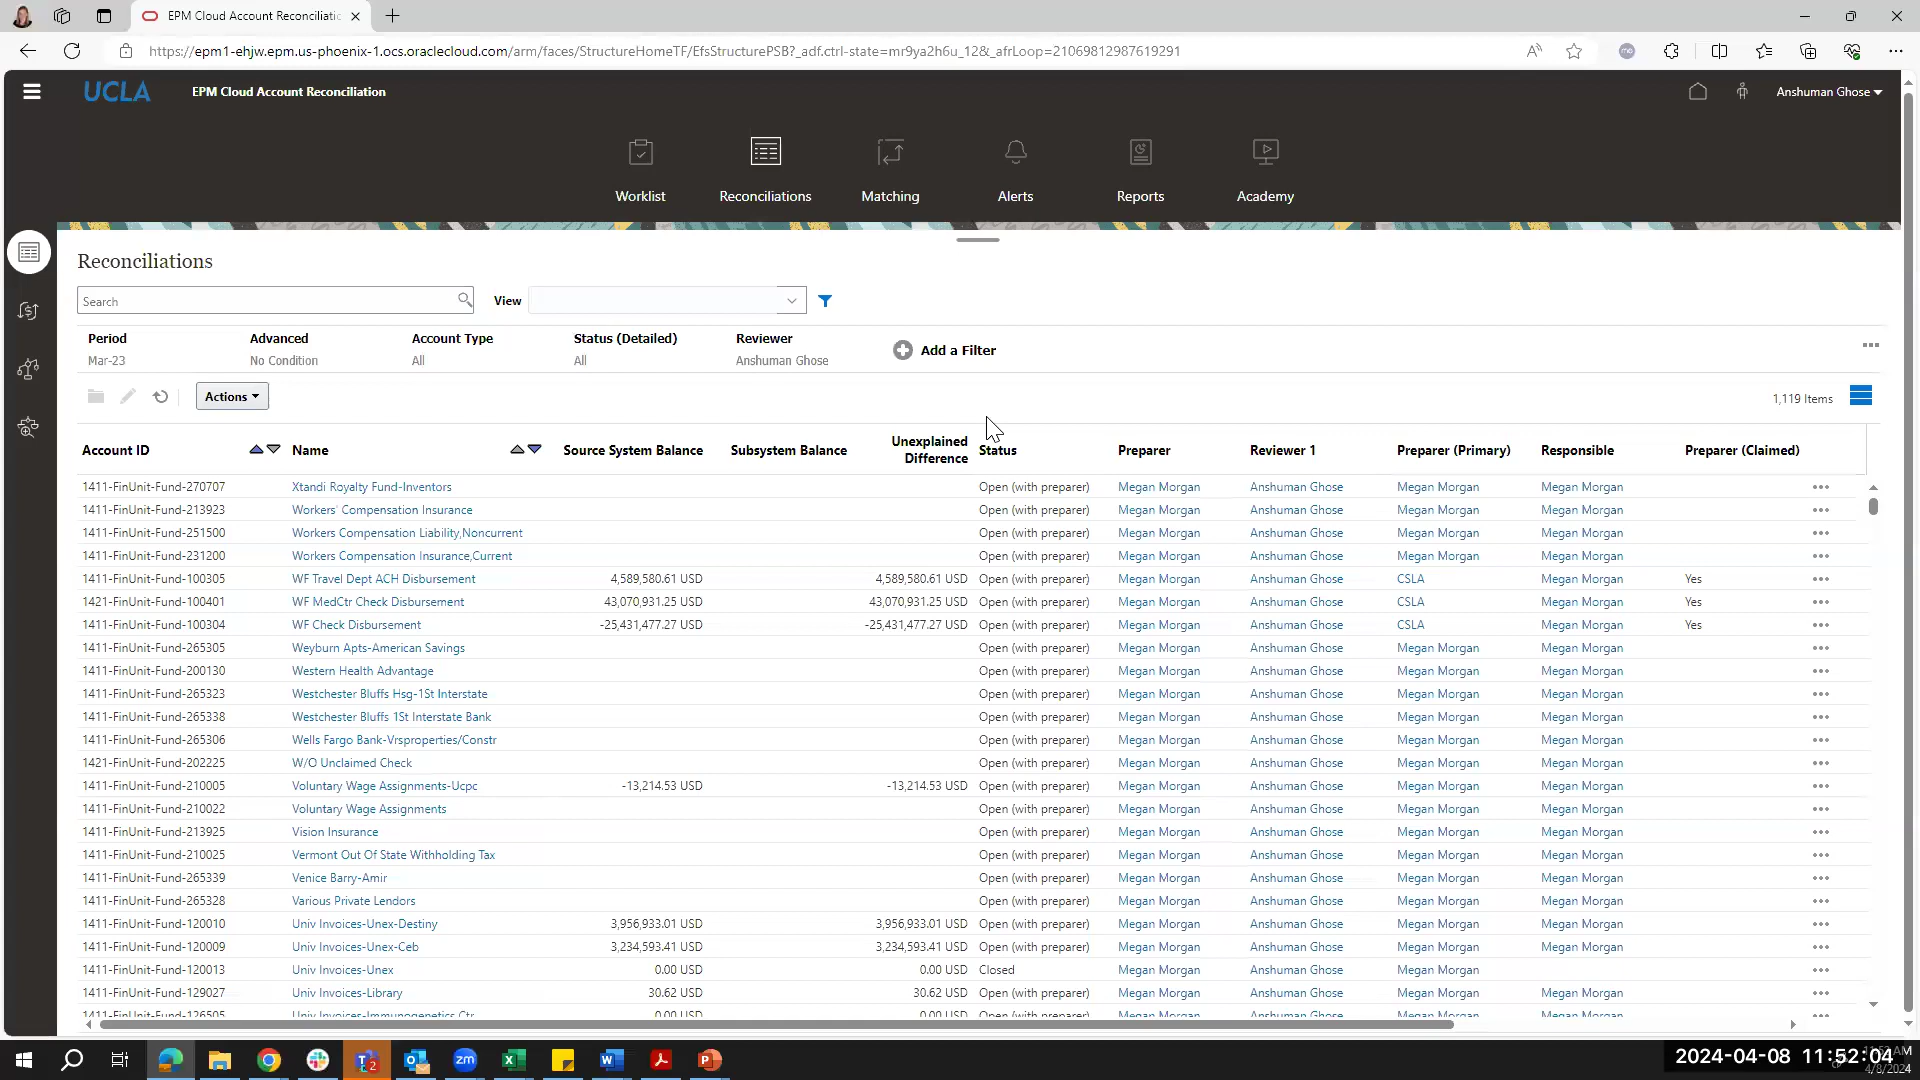 EPM Cloud Account Reconciliatic
https://epm1-ehjw.epm.us-phoenix-1.ocs.oraclecloud.com/arm/faces/StructureHomeTF/EfsStructurePSB?_adf.ctrl-state=mr9ya2h6u_12&_afrLoop=21069812987619291
UCLA EPM Cloud Account Reconciliation Anshuman Ghose
Worklist Reconciliations Matching Alerts Reports Academy
Reconciliations
Search View
Period Advanced Account Type Status (Detailed) Reviewer
Mar-23 No Condition All All Anshuman Ghose
Add a Filter
Actions 1,119 Items
Account ID Name Source System Balance Subsystem Balance Unexplained Difference Status Preparer Reviewer 1 Preparer (Primary) Responsible Preparer (Claimed)
1411-FinUnit-Fund-270707 Xtandi Royalty Fund-Inventors Open (with preparer) Megan Morgan Anshuman Ghose Megan Morgan Megan Morgan
1411-FinUnit-Fund-213923 Workers' Compensation Insurance Open (with preparer) Megan Morgan Anshuman Ghose Megan Morgan Megan Morgan
1411-FinUnit-Fund-251500 Workers Compensation Liability,Noncurrent Open (with preparer) Megan Morgan Anshuman Ghose Megan Morgan Megan Morgan
1411-FinUnit-Fund-231200 Workers Compensation Insurance,Current Open (with preparer) Megan Morgan Anshuman Ghose Megan Morgan Megan Morgan
1411-FinUnit-Fund-100305 WF Travel Dept ACH Disbursement 4,589,580.61 USD 4,589,580.61 USD Open (with preparer) Megan Morgan Anshuman Ghose CSLA Megan Morgan Yes
1421-FinUnit-Fund-100401 WF MedCtr Check Disbursement 43,070,931.25 USD 43,070,931.25 USD Open (with preparer) Megan Morgan Anshuman Ghose CSLA Megan Morgan Yes
1411-FinUnit-Fund-100304 WF Check Disbursement -25,431,477.27 USD -25,431,477.27 USD Open (with preparer) Megan Morgan Anshuman Ghose CSLA Megan Morgan Yes
1411-FinUnit-Fund-265305 Weyburn Apts-American Savings Open (with preparer) Megan Morgan Anshuman Ghose Megan Morgan Megan Morgan
1411-FinUnit-Fund-200130 Western Health Advantage Open (with preparer) Megan Morgan Anshuman Ghose Megan Morgan Megan Morgan
1411-FinUnit-Fund-265323 Westchester Bluffs Hsg-1St Interstate Open (with preparer) Megan Morgan Anshuman Ghose Megan Morgan Megan Morgan
1411-FinUnit-Fund-265338 Westchester Bluffs 1St Interstate Bank Open (with preparer) Megan Morgan Anshuman Ghose Megan Morgan Megan Morgan
1411-FinUnit-Fund-265306 Wells Fargo Bank-Vrsproperties/Constr Open (with preparer) Megan Morgan Anshuman Ghose Megan Morgan Megan Morgan
1421-FinUnit-Fund-202225 W/O Unclaimed Check Open (with preparer) Megan Morgan Anshuman Ghose Megan Morgan Megan Morgan
1411-FinUnit-Fund-210005 Voluntary Wage Assignments-Ucpc -13,214.53 USD -13,214.53 USD Open (with preparer) Megan Morgan Anshuman Ghose Megan Morgan Megan Morgan
1411-FinUnit-Fund-210022 Voluntary Wage Assignments Open (with preparer) Megan Morgan Anshuman Ghose Megan Morgan Megan Morgan
1411-FinUnit-Fund-213925 Vision Insurance Open (with preparer) Megan Morgan Anshuman Ghose Megan Morgan Megan Morgan
1411-FinUnit-Fund-210025 Vermont Out Of State Withholding Tax Open (with preparer) Megan Morgan Anshuman Ghose Megan Morgan Megan Morgan
1411-FinUnit-Fund-265339 Venice Barry-Amir Open (with preparer) Megan Morgan Anshuman Ghose Megan Morgan Megan Morgan
1411-FinUnit-Fund-265328 Various Private Lendors Open (with preparer) Megan Morgan Anshuman Ghose Megan Morgan Megan Morgan
1411-FinUnit-Fund-120010 Univ Invoices-Unex-Destiny 3,956,933.01 USD 3,956,933.01 USD Open (with preparer) Megan Morgan Anshuman Ghose Megan Morgan Megan Morgan
1411-FinUnit-Fund-120009 Univ Invoices-Unex-Ceb 3,234,593.41 USD 3,234,593.41 USD Open (with preparer) Megan Morgan Anshuman Ghose Megan Morgan Megan Morgan
1411-FinUnit-Fund-120013 Univ Invoices-Unex 0.00 USD 0.00 USD Closed Megan Morgan Anshuman Ghose Megan Morgan
1411-FinUnit-Fund-129027 Univ Invoices-Library 30.62 USD 30.62 USD Open (with preparer) Megan Morgan Anshuman Ghose Megan Morgan Megan Morgan
1411-FinUnit-Fund-126505 Univ Invoices-Immunogenetics Ctr 0.00 USD 0.00 USD Open (with preparer) Megan Morgan Anshuman Ghose Megan Morgan Megan Morgan
2024-04-08 11:52:04
4/8/2024